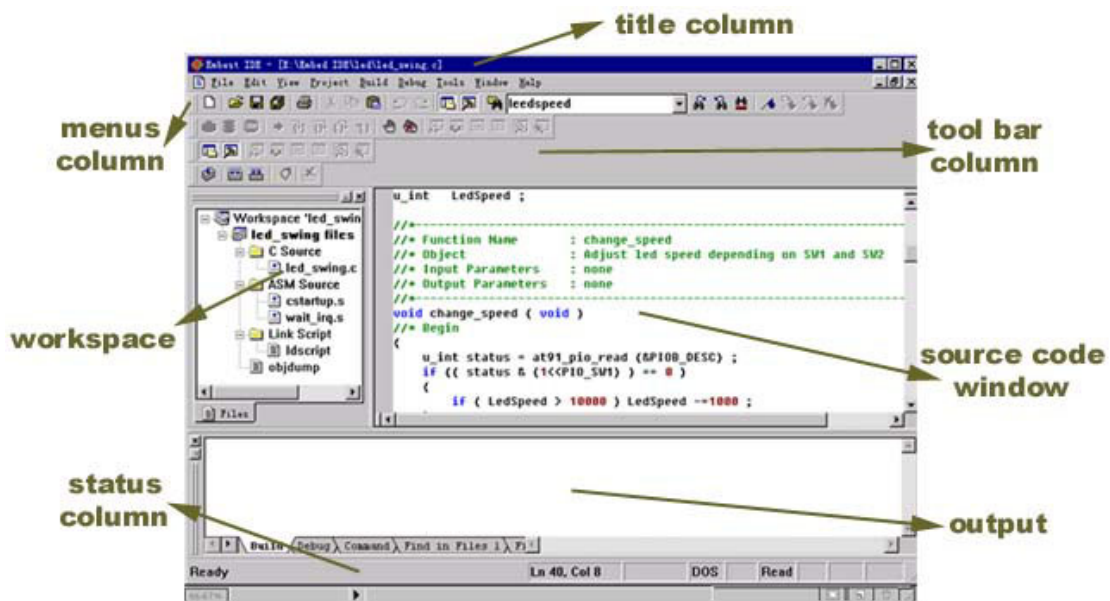 title column
Embest IDE - [E:\Embed IDE\led\led_swing.c]
File Edit View Project Build Debug Tools Window Help
leedspeed
menus
column
tool bar
column
u_int LedSpeed ;
//*----------------------------------------------------------------------
//* Function Name : change_speed
//* Object : Adjust led speed depending on SW1 and SW2
//* Input Parameters : none
//* Output Parameters : none
//*----------------------------------------------------------------------
void change_speed ( void )
//* Begin
{
u_int status = at91_pio_read (&PIOB_DESC) ;
if (( status & (1<<PIO_SW1) ) == 0 )
{
if ( LedSpeed > 10000 ) LedSpeed -=1000 ;
Workspace 'led_swin
led_swing files
C Source
led_swing.c
ASM Source
cstartup.s
wait_irq.s
Link Script
ldscript
objdump
Files
workspace
source code
window
status
column
output
Build Debug Command Find in Files 1 Fi
Ready Ln 40, Col 8 DOS Read